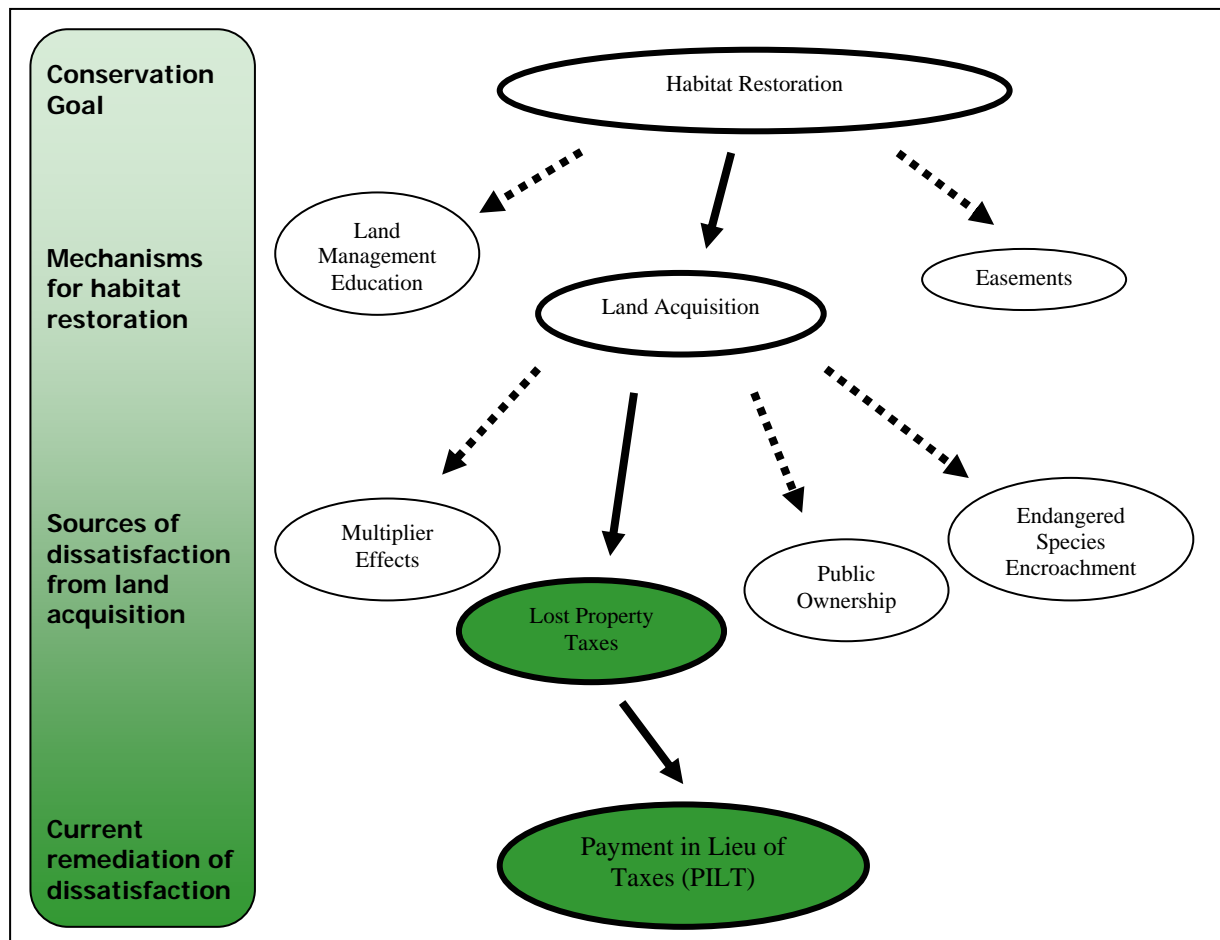 Conservation
Goal
Habitat Restoration
Mechanisms
for habitat
restoration
Land
Management
Education
Land Acquisition
Easements
Sources of
dissatisfaction
from land
acquisition
Multiplier
Effects
Lost Property
Taxes
Public
Ownership
Endangered
Species
Encroachment
Current
remediation of
dissatisfaction
Payment in Lieu of
Taxes (PILT)